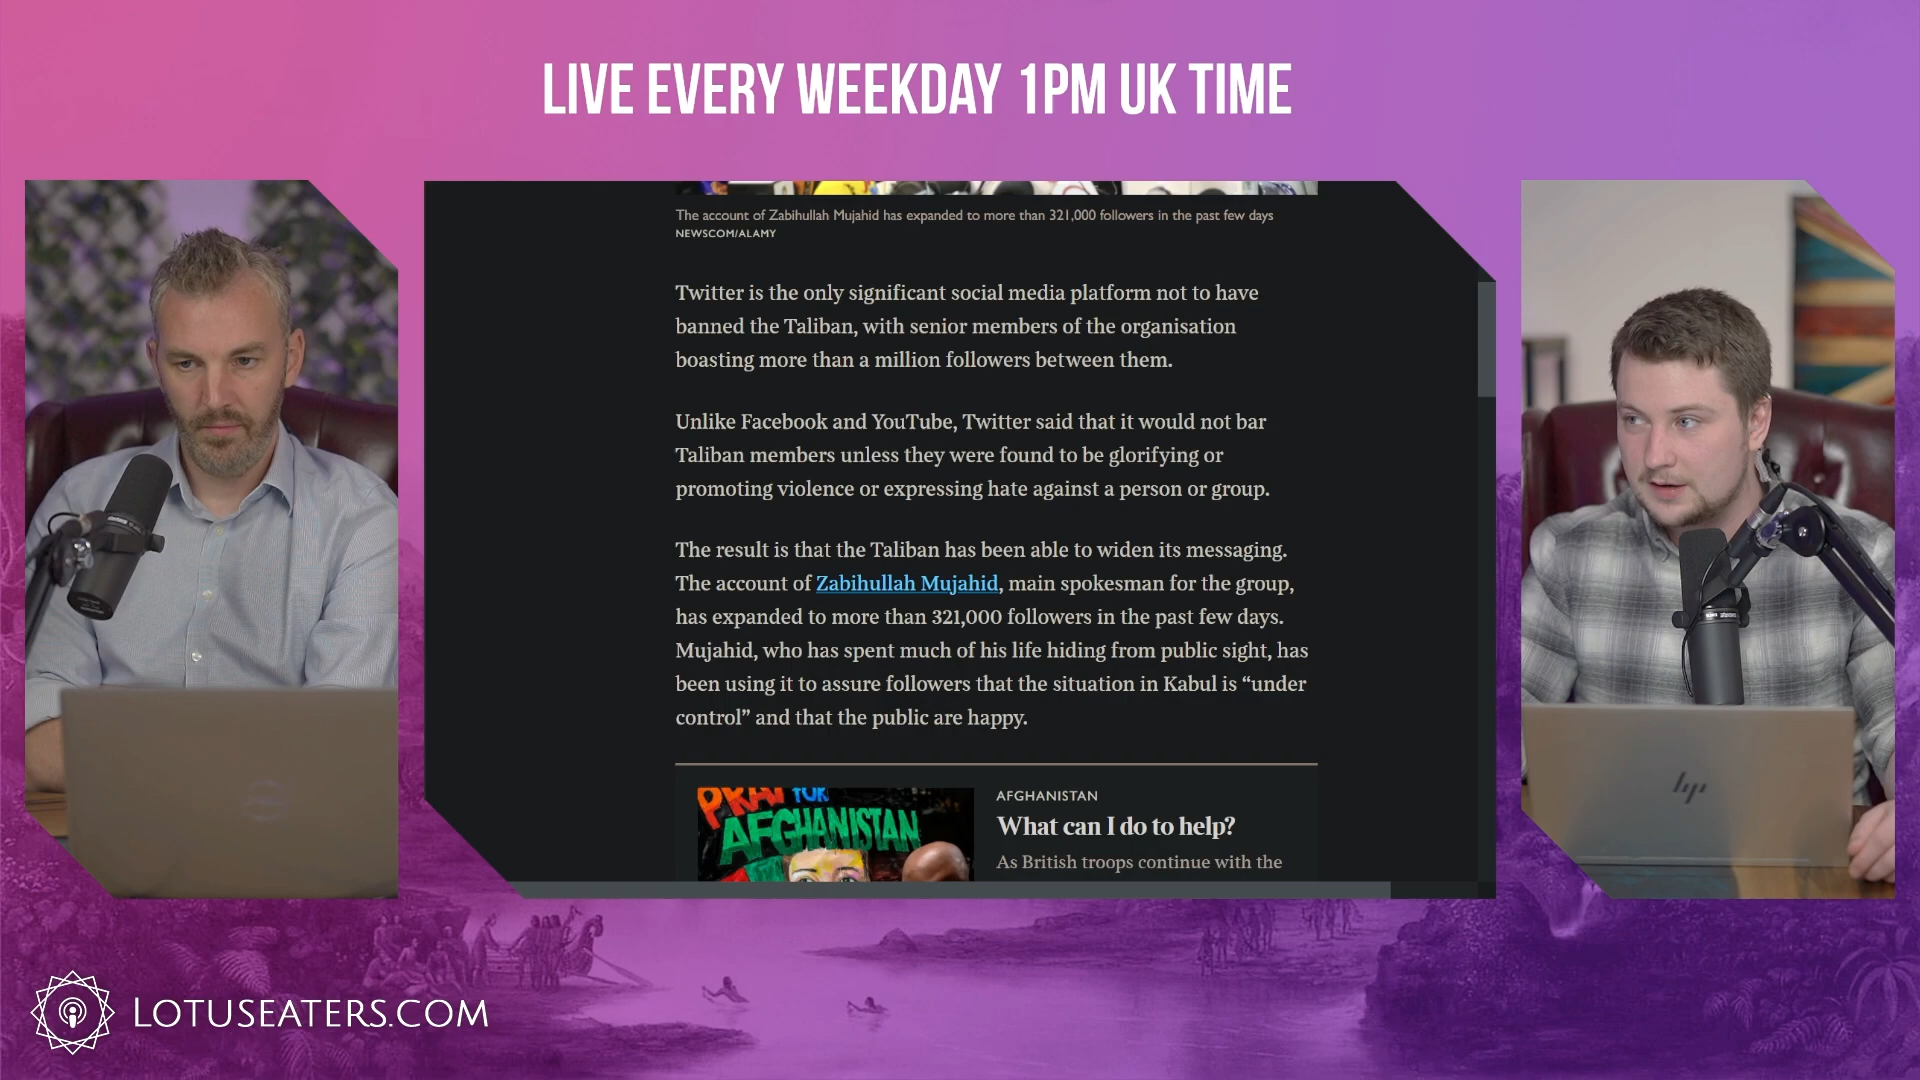 LIVE EVERY WEEKDAY 1PM UK TIME
The account of Zabihullah Mujahid has expanded to more than 321,000 followers in the past few days
NEWSCOM/ALAMY
Twitter is the only significant social media platform not to have
banned the Taliban, with senior members of the organisation
boasting more than a million followers between them.
Unlike Facebook and YouTube, Twitter said that it would not bar
Taliban members unless they were found to be glorifying or
promoting violence or expressing hate against a person or group.
The result is that the Taliban has been able to widen its messaging.
The account of Zabihullah Mujahid, main spokesman for the group,
has expanded to more than 321,000 followers in the past few days.
Mujahid, who has spent much of his life hiding from public sight, has
been using it to assure followers that the situation in Kabul is “under
control” and that the public are happy.
PRAY FOR
AFGHANISTAN
AFGHANISTAN
What can I do to help?
As British troops continue with the
hp
LOTUSEATERS.COM